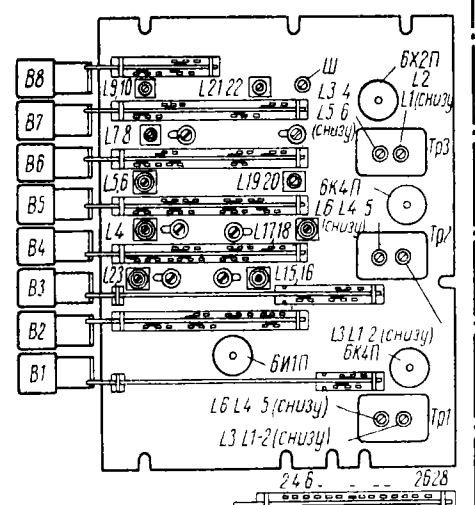 6Х2П
L2
Ш
В8
L9,10
L21-22
L3 4
L1(снизу)
L5 6
(снизу)
В7
L7-8
Тр3
В6
L5,6
L19-20
6К4П
L6 L4 5
(снизу)
В5
L4
L17,18
В4
Тр2
L23
L15,16
В3
В2
L3 L1-2 (снизу)
6К4П
6И1П
В1
L6 L4 5 (снизу)
Тр1
L3 L1-2 (снизу)
2 4 6 . _ _ _ 26 28